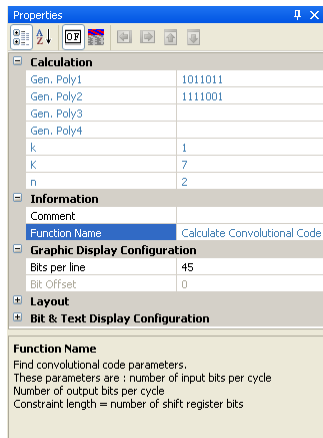 Properties
A Z OF
Calculation
Gen. Poly1 1011011
Gen. Poly2 1111001
Gen. Poly3
Gen. Poly4
k 1
K 7
n 2
Information
Comment
Function Name Calculate Convolutional Code
Graphic Display Configuration
Bits per line 45
Bit Offset 0
Layout
Bit & Text Display Configuration
Function Name
Find convolutional code parameters.
These parameters are : number of input bits per cycle
Number of output bits per cycle
Constraint length = number of shift register bits